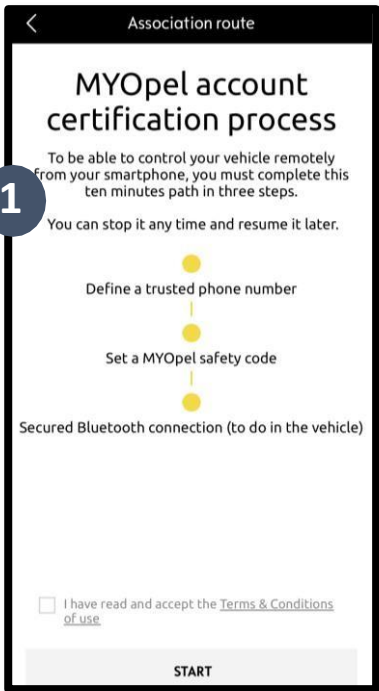 Association route
MYOpel account
certification process
To be able to control your vehicle remotely
from your smartphone, you must complete this
ten minutes path in three steps.
1
You can stop it any time and resume it later.
Define a trusted phone number
Set a MYOpel safety code
Secured Bluetooth connection (to do in the vehicle)
I have read and accept the Terms & Conditions
of use
START